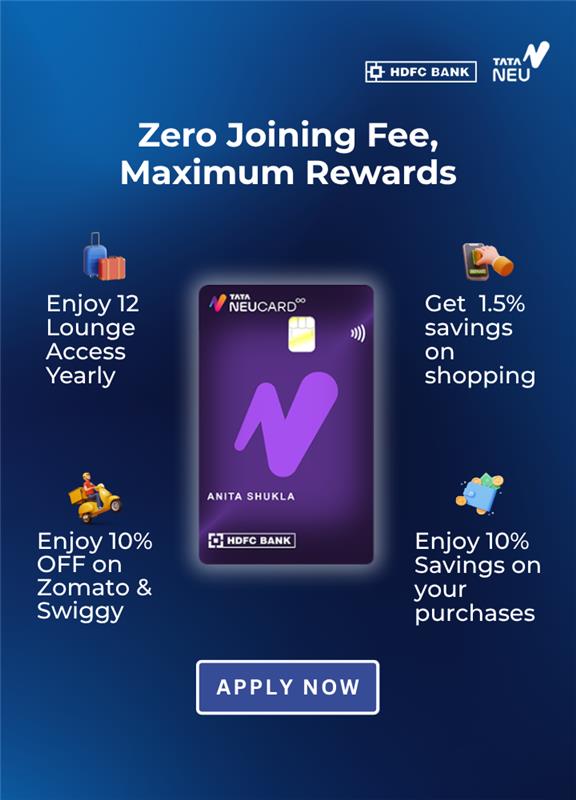 HDFC BANK
TATA
NEU
Zero Joining Fee,
Maximum Rewards
Enjoy 12
Lounge
Access
Yearly
Get 1.5%
savings
on
shopping
TATA
NEUCARD∞
ANITA SHUKLA
HDFC BANK
Enjoy 10%
OFF on
Zomato &
Swiggy
Enjoy 10%
Savings on
your
purchases
APPLY NOW